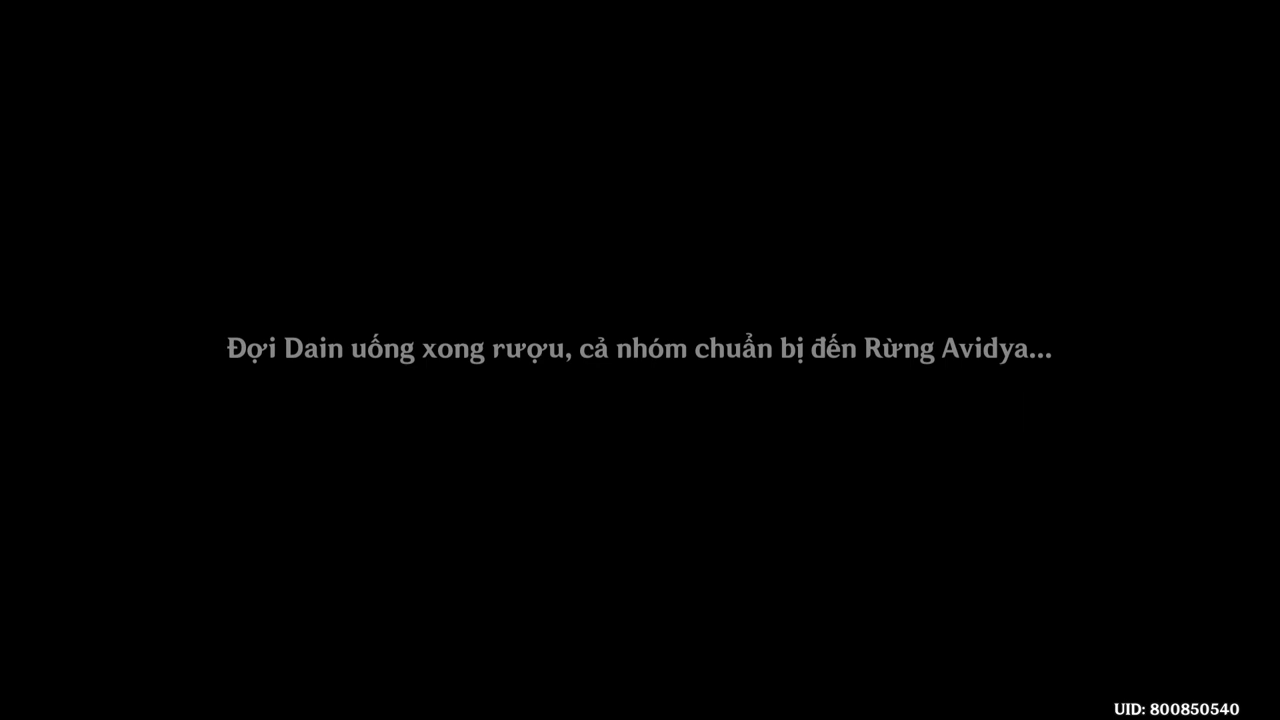 Đợi Dain uống xong rượu, cả nhóm chuẩn bị đến Rừng Avidya...
UID: 800850540